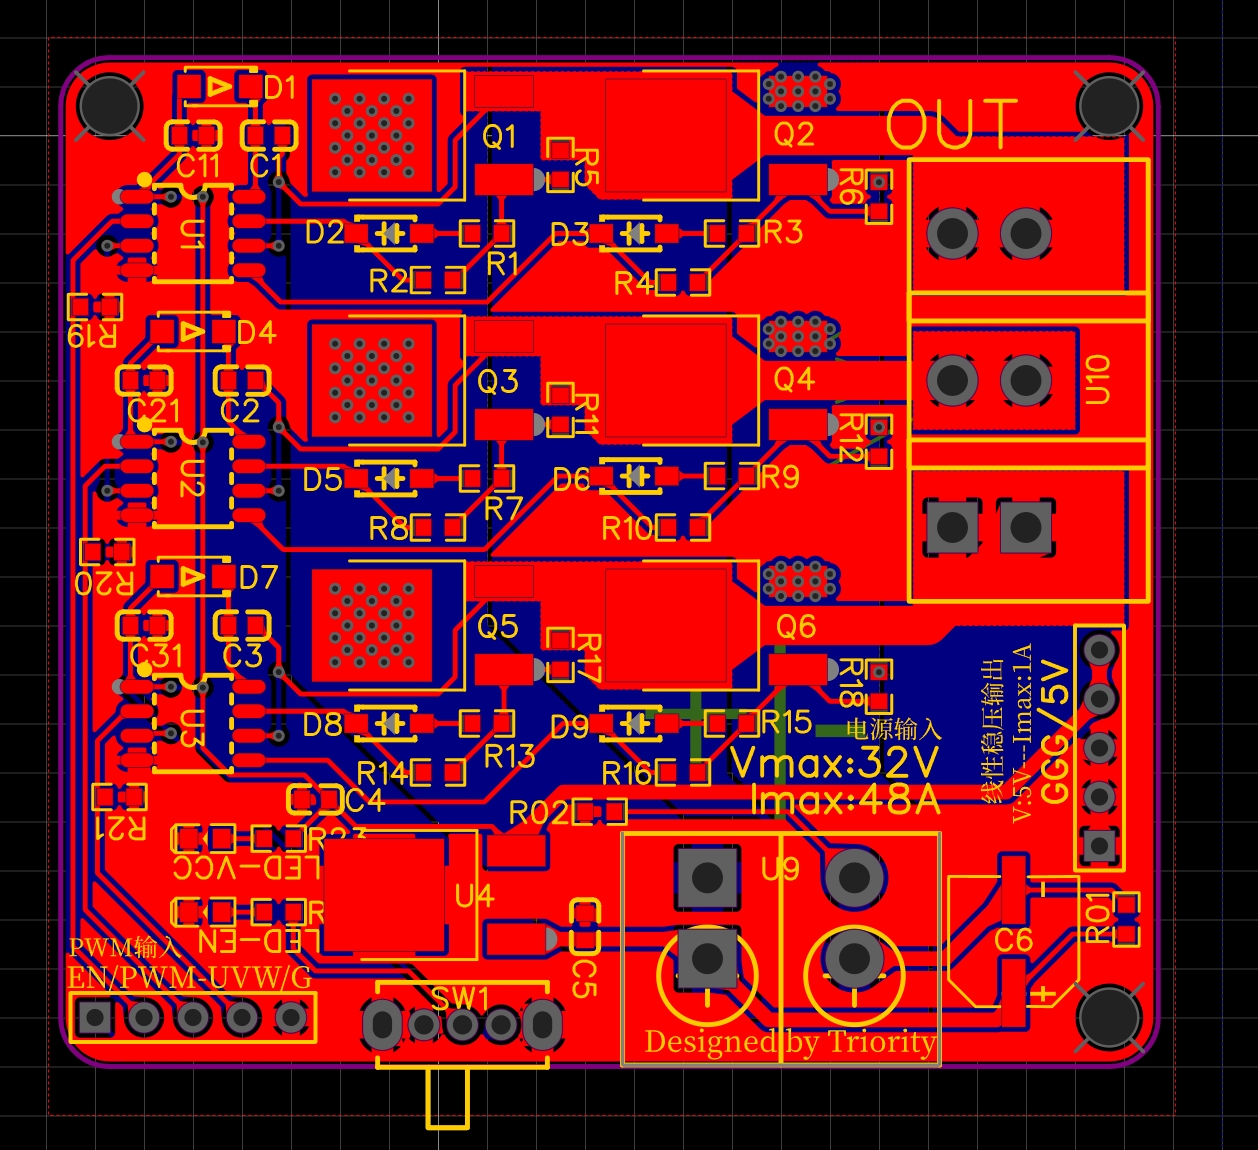 D1
OUT
Q1
Q2
C11
C1
R5
R6
U1
D2
D3
R3
R1
R2
R4
R19
D4
Q3
Q4
U10
C21
C2
R11
R12
U2
D5
D6
R9
R7
R8
R10
R20
D7
Q5
Q6
C31
C3
R17
R18
线性稳压输出
V:5V---Imax:1A
GGG/5V
U3
D8
D9
R15
电源输入
R13
Vmax:32V
R14
R16
Imax:48A
R21
C4
R02
R23
LED-VCC
U4
U9
LED-EN
C6
R01
PWM输入
EN/PWM-UVW/G
C5
SW1
Designed by Triority